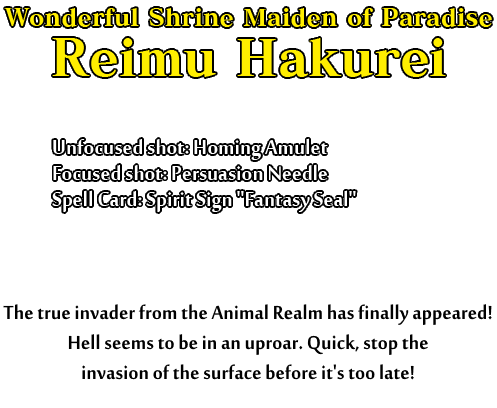 Wonderful Shrine Maiden of Paradise
Reimu Hakurei
Unfocused shot: Homing Amulet
Focused shot: Persuasion Needle
Spell Card: Spirit Sign "Fantasy Seal"
The true invader from the Animal Realm has finally appeared!
Hell seems to be in an uproar. Quick, stop the
invasion of the surface before it's too late!